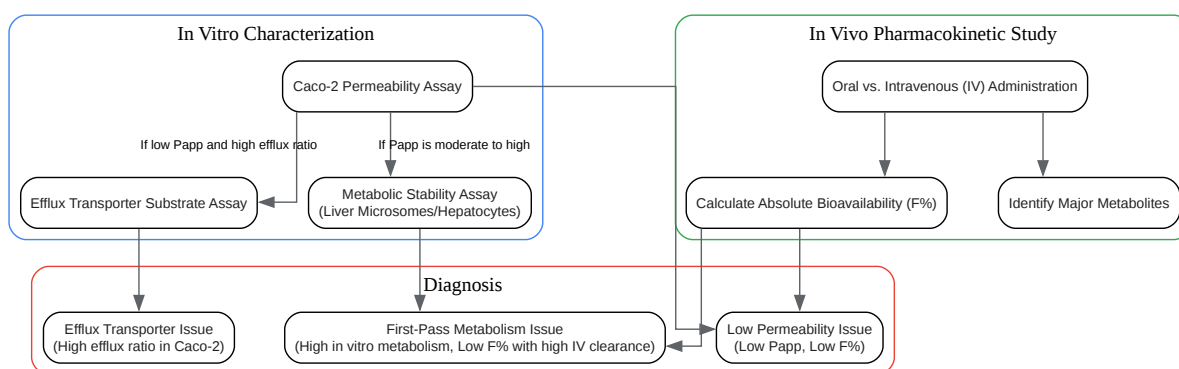 In Vitro Characterization
In Vivo Pharmacokinetic Study
Caco-2 Permeability Assay
Oral vs. Intravenous (IV) Administration
If low Papp and high efflux ratio
If Papp is moderate to high
Efflux Transporter Substrate Assay
Metabolic Stability Assay
(Liver Microsomes/Hepatocytes)
Calculate Absolute Bioavailability (F%)
Identify Major Metabolites
Diagnosis
Efflux Transporter Issue
(High efflux ratio in Caco-2)
First-Pass Metabolism Issue
(High in vitro metabolism, Low F% with high IV clearance)
Low Permeability Issue
(Low Papp, Low F%)